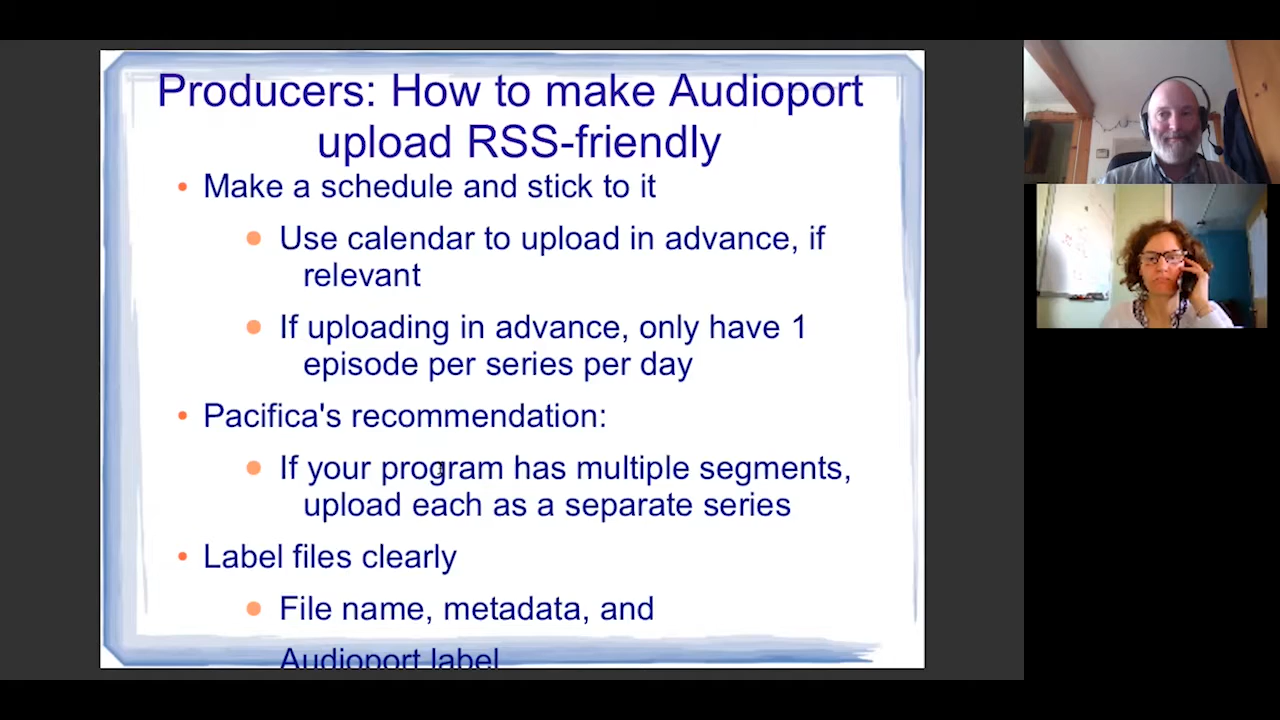 Producers: How to make Audioport
upload RSS-friendly
• Make a schedule and stick to it
● Use calendar to upload in advance, if
relevant
● If uploading in advance, only have 1
episode per series per day
• Pacifica's recommendation:
● If your program has multiple segments,
upload each as a separate series
• Label files clearly
● File name, metadata, and
Audioport label